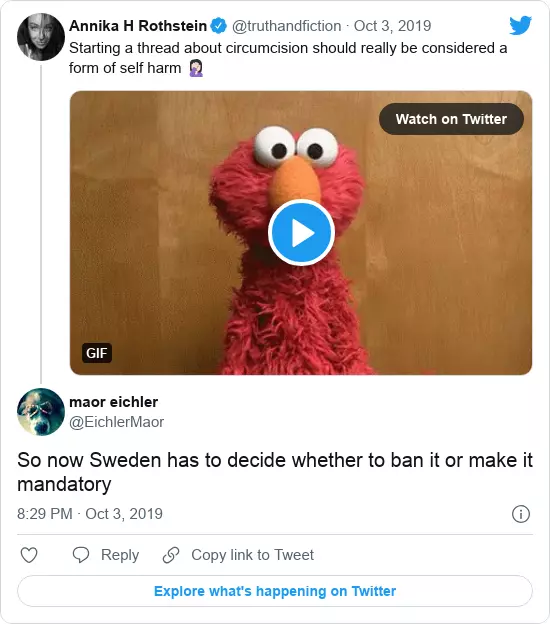 Annika H Rothstein @truthandfiction · Oct 3, 2019
Starting a thread about circumcision should really be considered a
form of self harm 🤦🏻‍♀️
Watch on Twitter
GIF
maor eichler
@EichlerMaor
So now Sweden has to decide whether to ban it or make it
mandatory
8:29 PM · Oct 3, 2019
Reply
Copy link to Tweet
Explore what's happening on Twitter